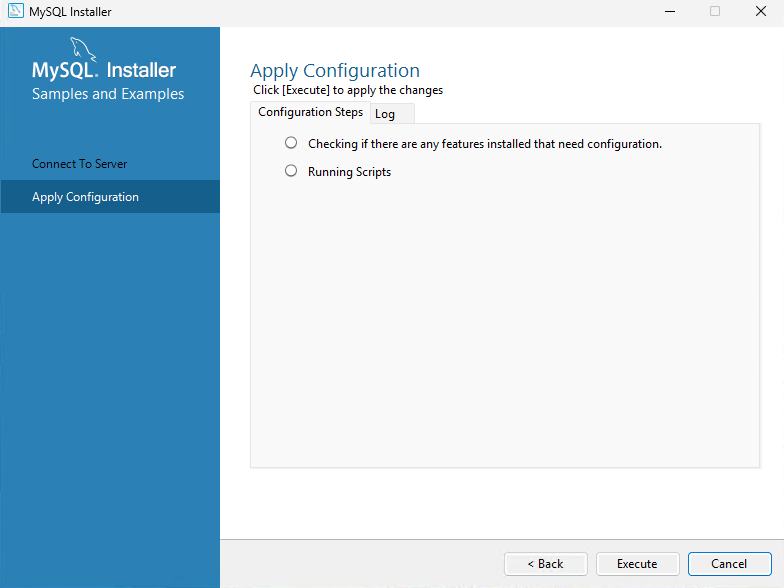 MySQL Installer
MySQL. Installer
Samples and Examples
Connect To Server
Apply Configuration
Apply Configuration
Click [Execute] to apply the changes
Configuration Steps
Log
Checking if there are any features installed that need configuration.
Running Scripts
< Back
Execute
Cancel